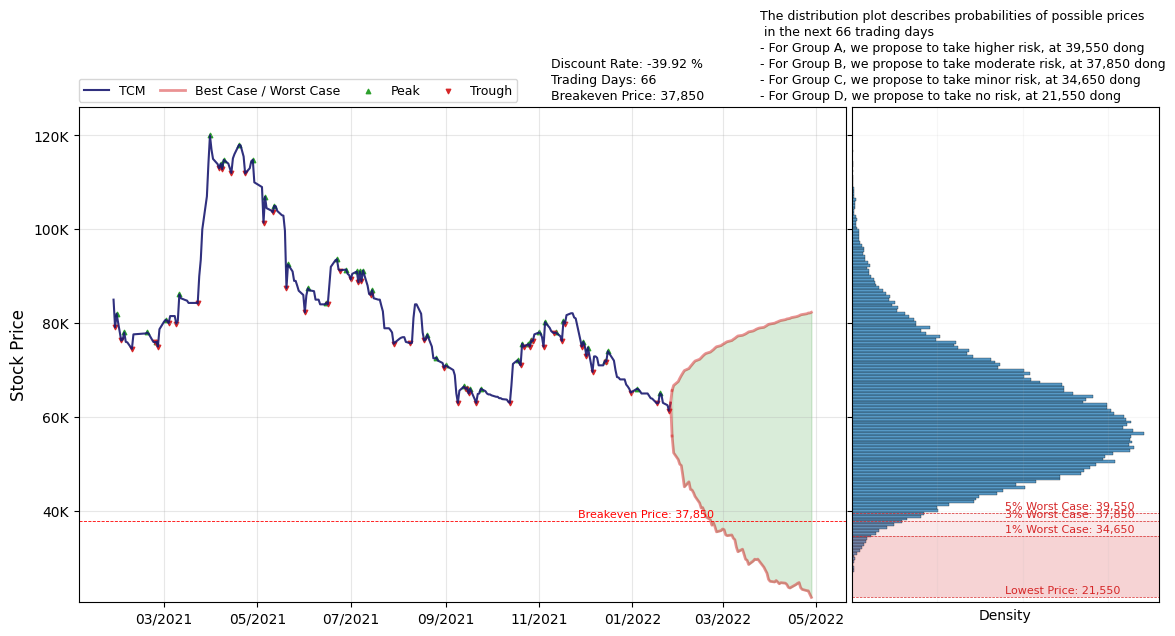 The distribution plot describes probabilities of possible prices
in the next 66 trading days
- For Group A, we propose to take higher risk, at 39,550 dong
- For Group B, we propose to take moderate risk, at 37,850 dong
- For Group C, we propose to take minor risk, at 34,650 dong
- For Group D, we propose to take no risk, at 21,550 dong
Discount Rate: -39.92 %
Trading Days: 66
Breakeven Price: 37,850
TCM
Best Case / Worst Case
Peak
Trough
Stock Price
120K
100K
80K
60K
40K
Breakeven Price: 37,850
03/2021
05/2021
07/2021
09/2021
11/2021
01/2022
03/2022
05/2022
5% Worst Case: 39,550
3% Worst Case: 37,850
1% Worst Case: 34,650
Lowest Price: 21,550
Density